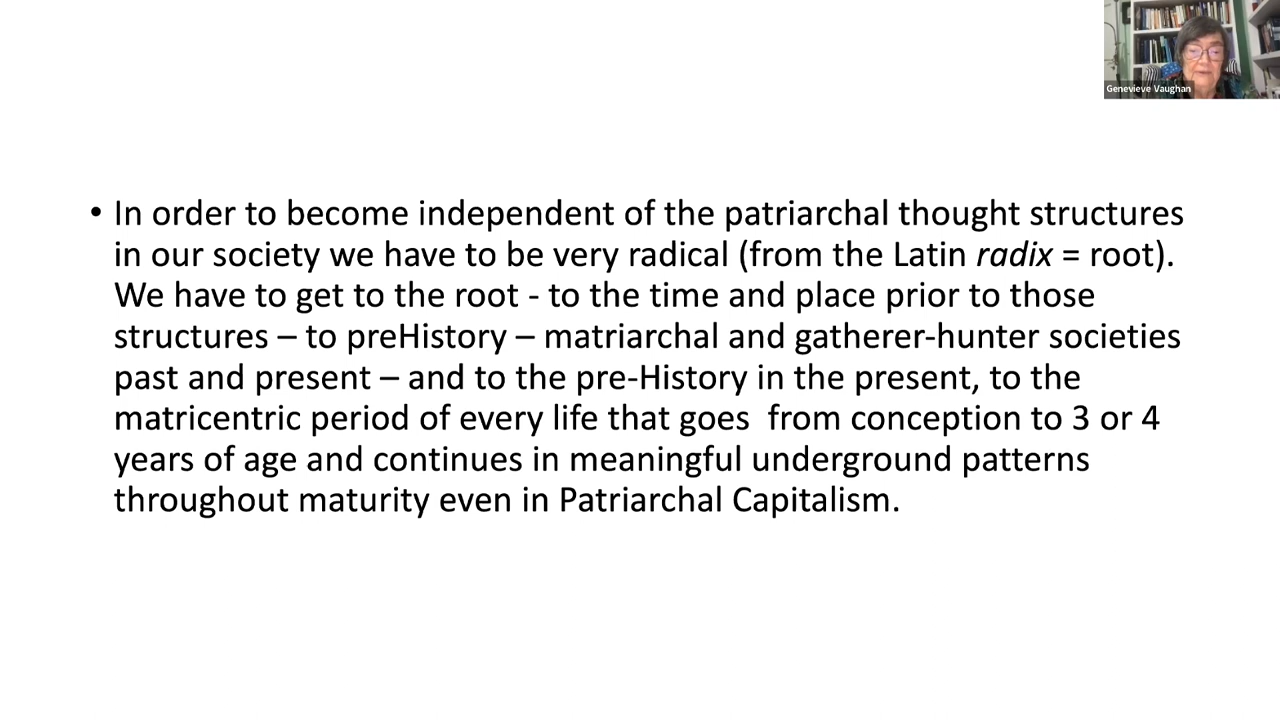 Genevieve Vaughan
• In order to become independent of the patriarchal thought structures
in our society we have to be very radical (from the Latin radix = root).
We have to get to the root - to the time and place prior to those
structures – to preHistory – matriarchal and gatherer-hunter societies
past and present – and to the pre-History in the present, to the
matricentric period of every life that goes  from conception to 3 or 4
years of age and continues in meaningful underground patterns
throughout maturity even in Patriarchal Capitalism.